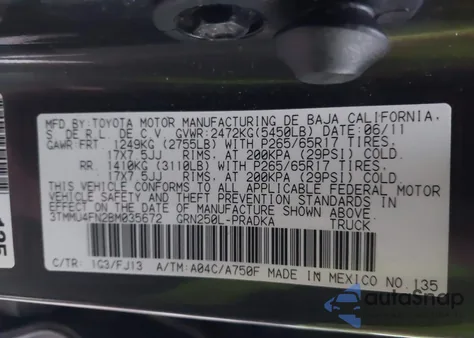 MFD.BY:TOYOTA MOTOR MANUFACTURING DE BAJA CALIFORNIA,
S. DE R.L. DE C.V. GVWR:2472KG(5450LB) DATE:06/11
GAWR:FRT. 1249KG (2755LB) WITH P265/65R17 TIRES,
17X7.5JJ RIMS, AT 200KPA (29PSI) COLD.
RR. 1410KG (3110LB) WITH P265/65R17 TIRES,
17X7.5JJ RIMS, AT 200KPA (29PSI) COLD.
THIS VEHICLE CONFORMS TO ALL APPLICABLE FEDERAL MOTOR
VEHICLE SAFETY STANDARDS IN EFFECT ON THE
DATE OF MANUFACTURE SHOWN ABOVE.
3TMMU4FN2BM035672 GRN250L-PRADKA TRUCK
C/TR: 1G3/FJ13 A/TM:A04C/A750F MADE IN MEXICO NO.135
autoSnap
www.autosnap